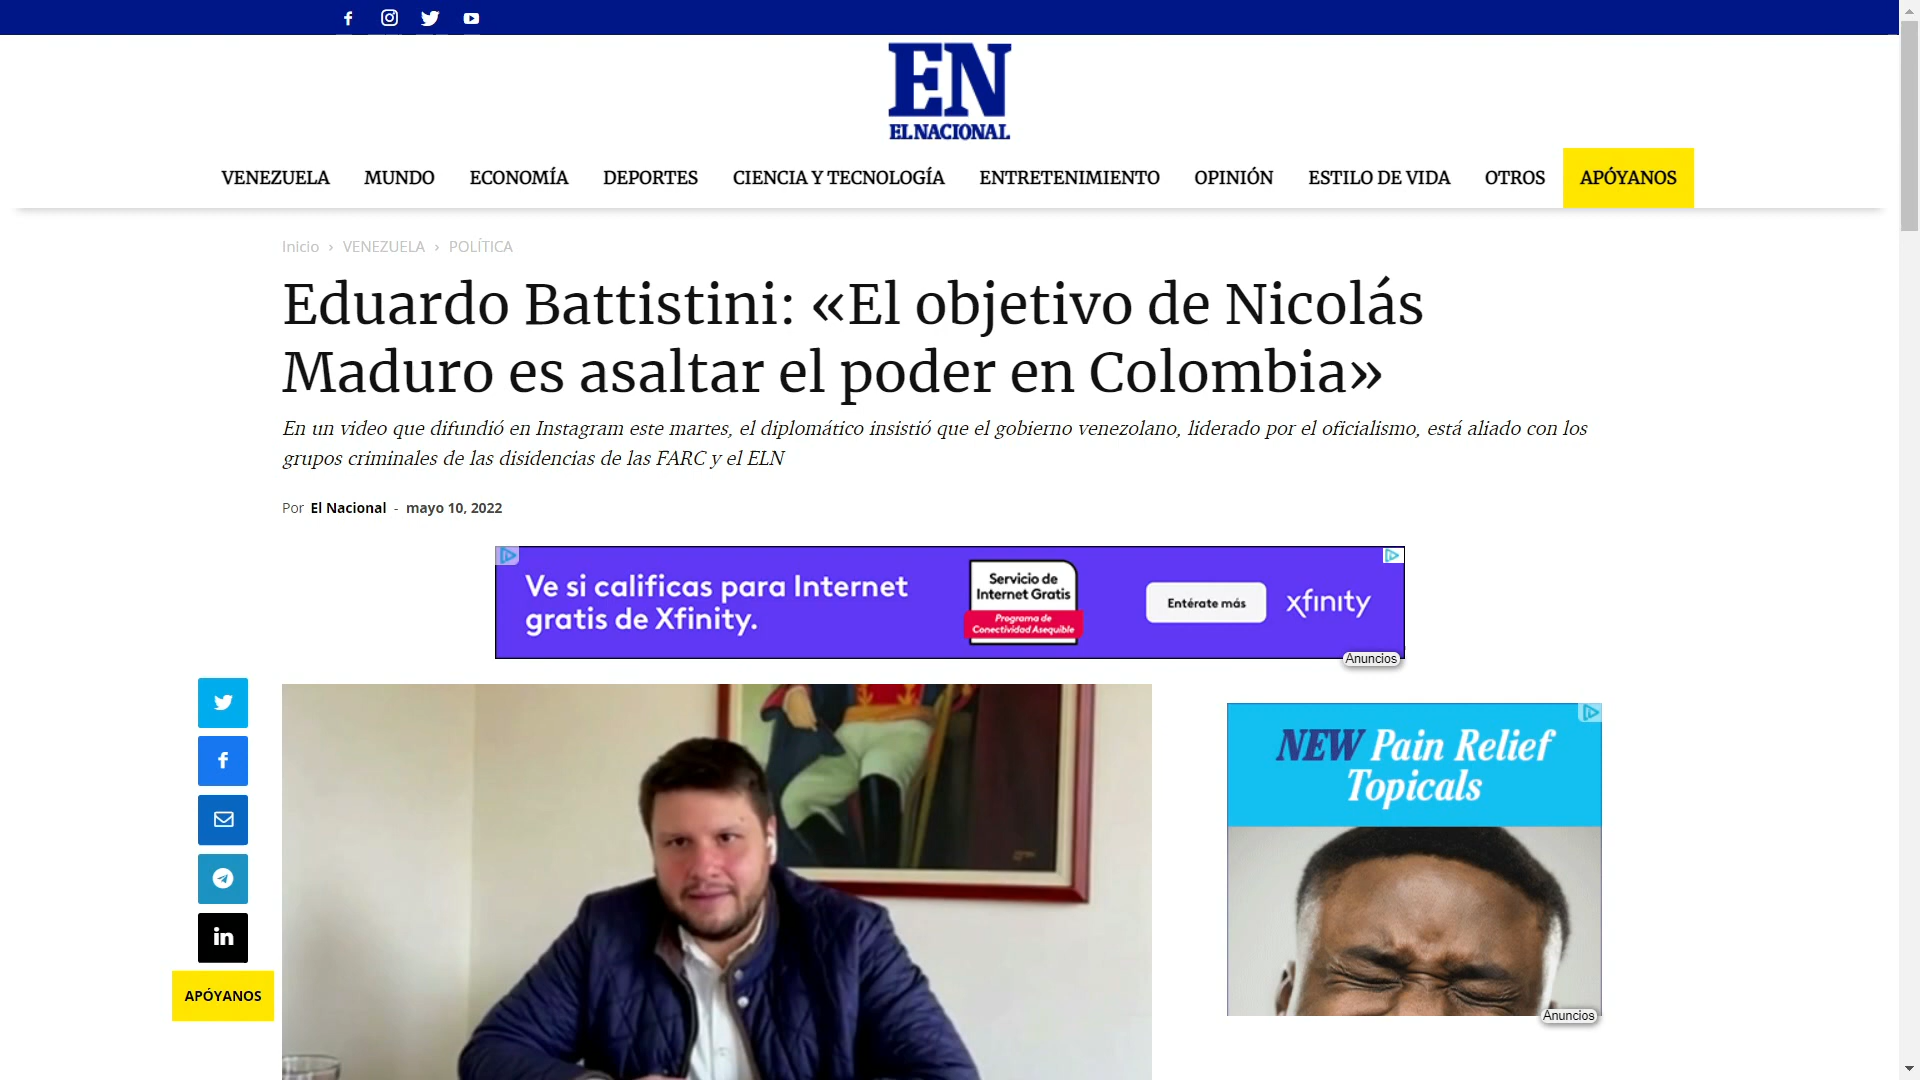 EN
EL NACIONAL
VENEZUELA MUNDO ECONOMÍA DEPORTES CIENCIA Y TECNOLOGÍA ENTRETENIMIENTO OPINIÓN ESTILO DE VIDA OTROS APÓYANOS
Inicio › VENEZUELA › POLÍTICA
Eduardo Battistini: «El objetivo de Nicolás
Maduro es asaltar el poder en Colombia»
En un video que difundió en Instagram este martes, el diplomático insistió que el gobierno venezolano, liderado por el oficialismo, está aliado con los
grupos criminales de las disidencias de las FARC y el ELN
Por El Nacional - mayo 10, 2022
Ve si calificas para Internet
gratis de Xfinity.
Servicio de
Internet Gratis
Programa de
Conectividad Asequible
Entérate más
xfinity
Anuncios
NEW Pain Relief
Topicals
Anuncios
in
APÓYANOS